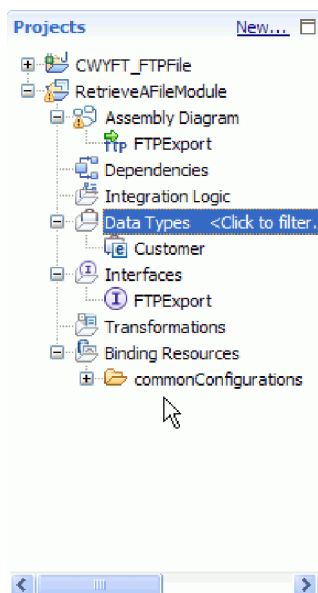 Projects New...
CWYFT_FTPFile
RetrieveAFileModule
Assembly Diagram
FTP FTPExport
Dependencies
Integration Logic
Data Types <Click to filter.
e Customer
Interfaces
I FTPExport
Transformations
Binding Resources
commonConfigurations